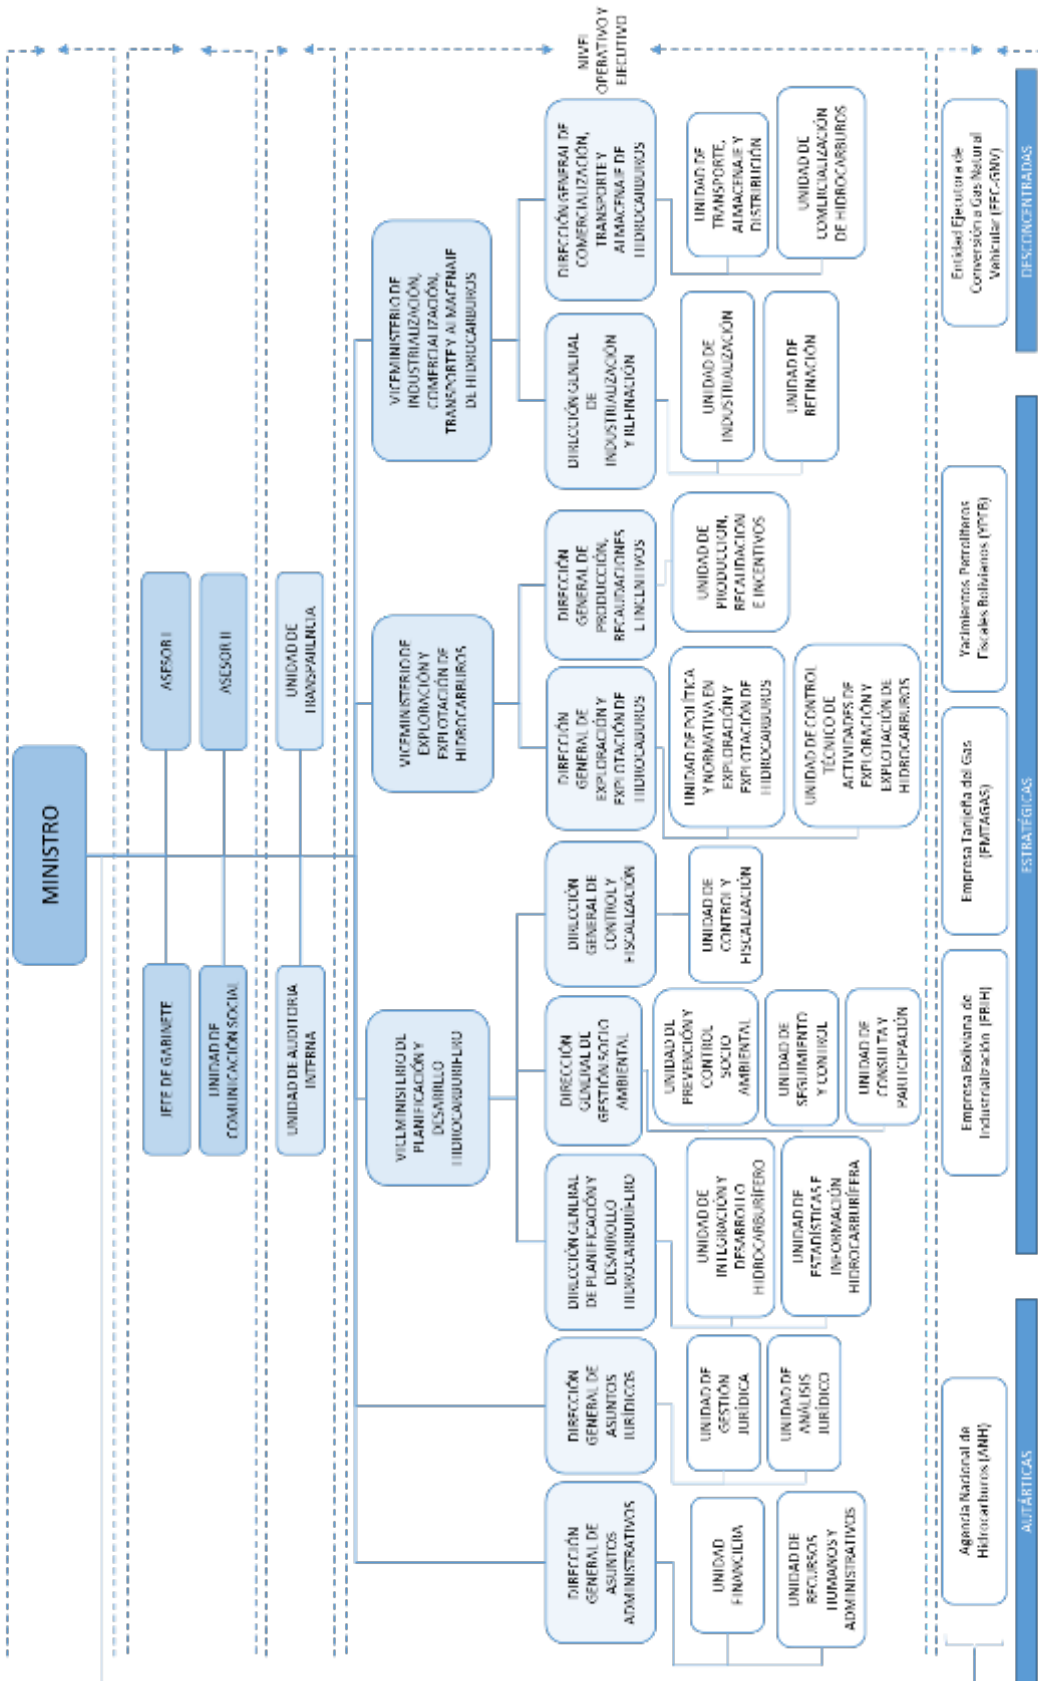 MINISTRO
JEFE DE GABINETE
ASESOR I
UNIDAD DE
COMUNICACIÓN SOCIAL
ASESOR II
UNIDAD DE AUDITORIA
INTERNA
UNIDAD DE
TRANSPARENCIA
VICEMINISTERIO DE
PLANIFICACIÓN Y
DESARRLLO
HIDROCARBURÍFERO
VICEMINISTERIO DE
EXPLORACIÓN Y
EXPLOTACIÓN DE
HIDROCARBUROS
VICEMINISTERIO DE
INDUSTRIALIZACIÓN,
COMERCIALIZACIÓN,
TRANSPORTE Y ALMACENAJE
DE HIDROCARBUROS
DIRECCIÓN
GENERAL DE
ASUNTOS
ADMINISTRATIVOS
DIRECCIÓN
GENERAL DE
ASUNTOS
JURÍDICOS
DIRECCIÓN GENERAL
DE PLANIFICACIÓN Y
DESARROLLO
HIDROCARBURÍFERO
DIRECCIÓN
GENERAL DE
GESTIÓN SOCIO
AMBIENTAL
DIRECCIÓN
GENERAL DE
CONTROL Y
FISCALIZACIÓN
DIRECCIÓN
GENERAL DE
EXPLORACIÓN Y
EXPLOTACIÓN DE
HIDROCABUROS
DIRECCIÓN
GENERAL DE
PRODUCCIÓN,
RECAUDACIONES
E INCENTIVOS
DIRECCIÓN GENERAL
DE
INDUSTRIALIZACIÓN
Y REFINACIÓN
DIRECCIÓN GENERAL DE
COMERCIALIZACIÓN,
TRANSPORTE Y
ALMACENAJE DE
HIDROCARBUROS
NIVEL
OPERATIVO Y
EJECUTIVO
UNIDAD
FINANCIERA
UNIDAD DE
RECURSOS
HUMANOS Y
ADMINISTRATIVOS
UNIDAD DE
GESTIÓN
JURÍDICA
UNIDAD DE
ANÁLISIS
JURÍDICO
UNIDAD DE
INTEGRACIÓN Y
DESARROLLO
HIDROCARBURÍFERO
UNIDAD DE
ESTADÍSTICAS E
INFORMACIÓN
HIDROCARBURÍFERA
UNIDAD DE
PREVENCIÓN Y
CONTROL
SOCIO
AMBIENTAL
UNIDAD DE
SEGUIMIENTO
Y CONTROL
UNIDAD DE
CONSULTA Y
PARTICIPACIÓN
UNIDAD DE
CONTROL Y
FISCALIZACIÓN
UNIDAD DE POLÍTICA
Y NORMATIVA EN
EXPLORACIÓN Y
EXPLOTACIÓN DE
HIDROCARBUROS
UNIDAD DE CONTROL
TÉCNICO DE
ACTIVIDADES DE
EXPLORACIÓN Y
EXPLOTACIÓN DE
HIDROCARBUROS
UNIDAD DE
PRODUCCION,
RECAUDACION
E INCENTIVOS
UNIDAD DE
INDUSTRIALIZACIÓN
UNIDAD DE
REFINACIÓN
UNIDAD DE
TRANSPORTE,
ALMACENAJE Y
DISTRIBUCIÓN
UNIDAD DE
COMERCIALIZACIÓN
DE HIDROCARBUROS
Agencia Nacional de
Hidrocarburos (ANH)
Empresa Boliviana de
Industrialización (EBIH)
Empresa Tarijeña del Gas
(EMTAGAS)
Yacimientos Petrolíferos
Fiscales Bolivianos (YPFB)
Entidad Ejecutora de
Conversión a Gas Natural
Vehicular (EEC-GNV)
AUTÁRTICAS
ESTRATÉGICAS
DESCONCENTRADAS